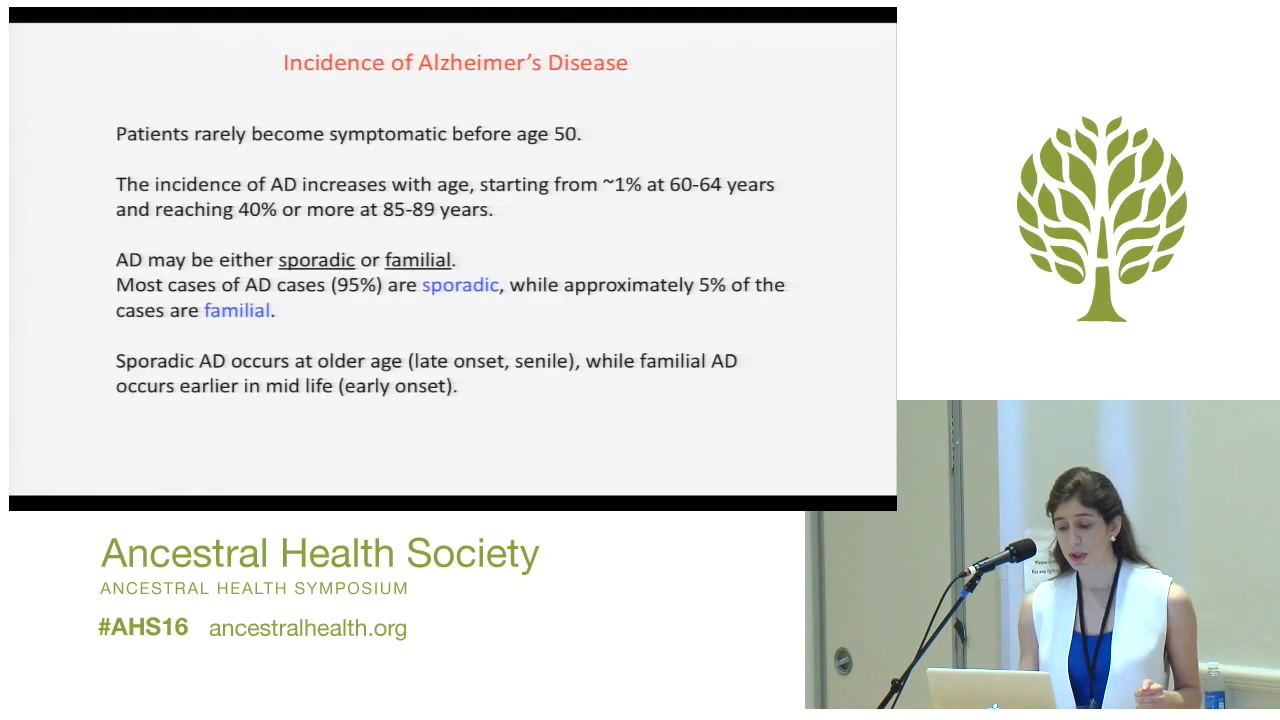 Incidence of Alzheimer's Disease
Patients rarely become symptomatic before age 50.
The incidence of AD increases with age, starting from ~1% at 60-64 years
and reaching 40% or more at 85-89 years.
AD may be either sporadic or familial.
Most cases of AD cases (95%) are sporadic, while approximately 5% of the
cases are familial.
Sporadic AD occurs at older age (late onset, senile), while familial AD
occurs earlier in mid life (early onset).
Ancestral Health Society
ANCESTRAL HEALTH SYMPOSIUM
#AHS16 ancestralhealth.org